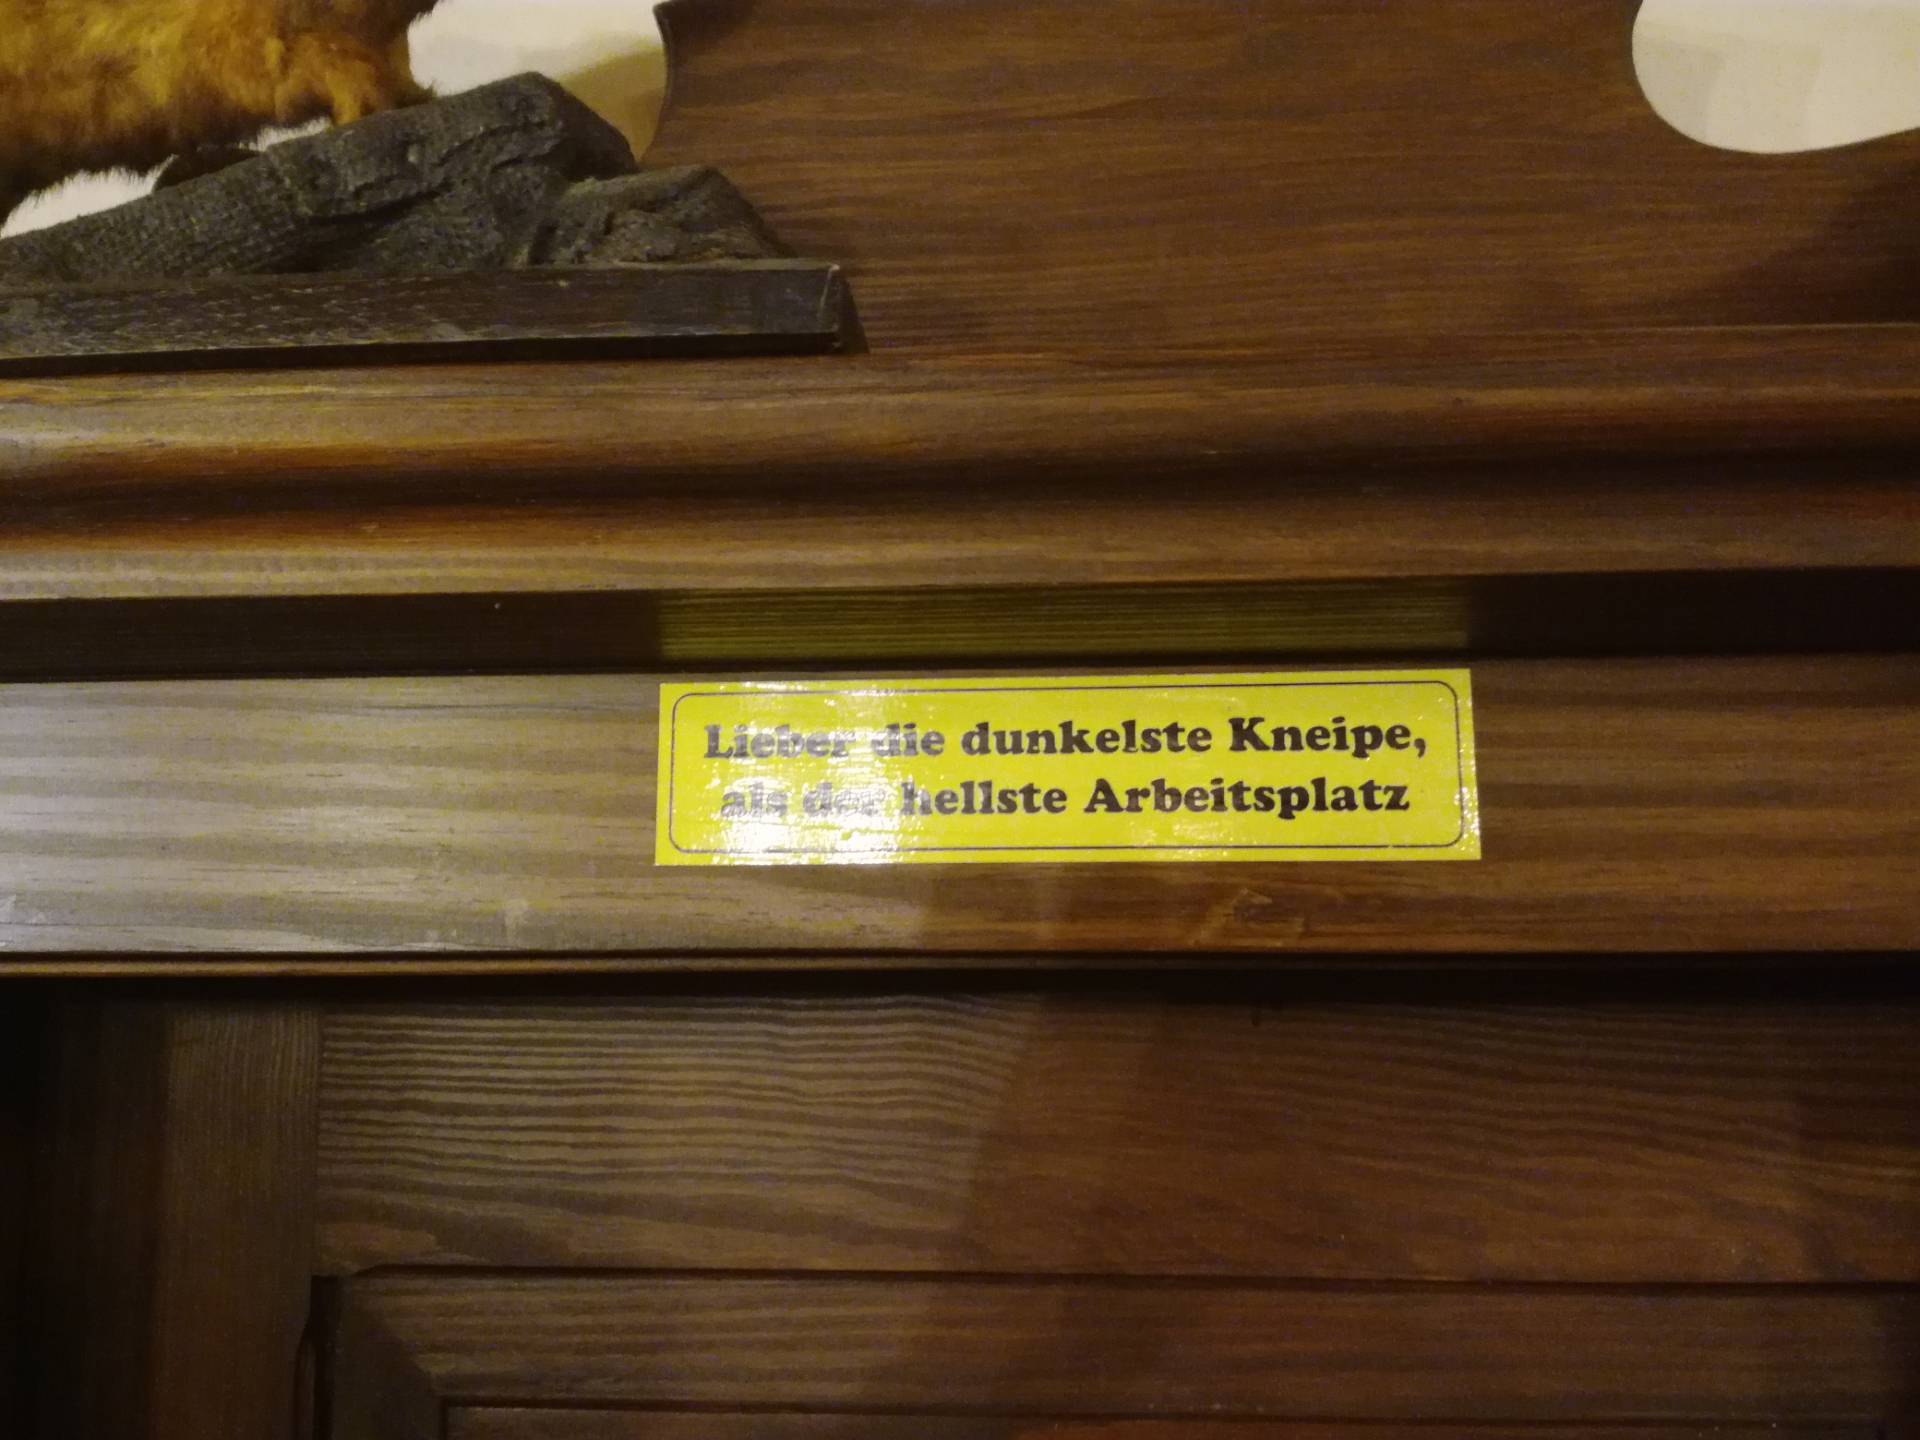 Lieber die dunkelste Kneipe,
als der hellste Arbeitsplatz